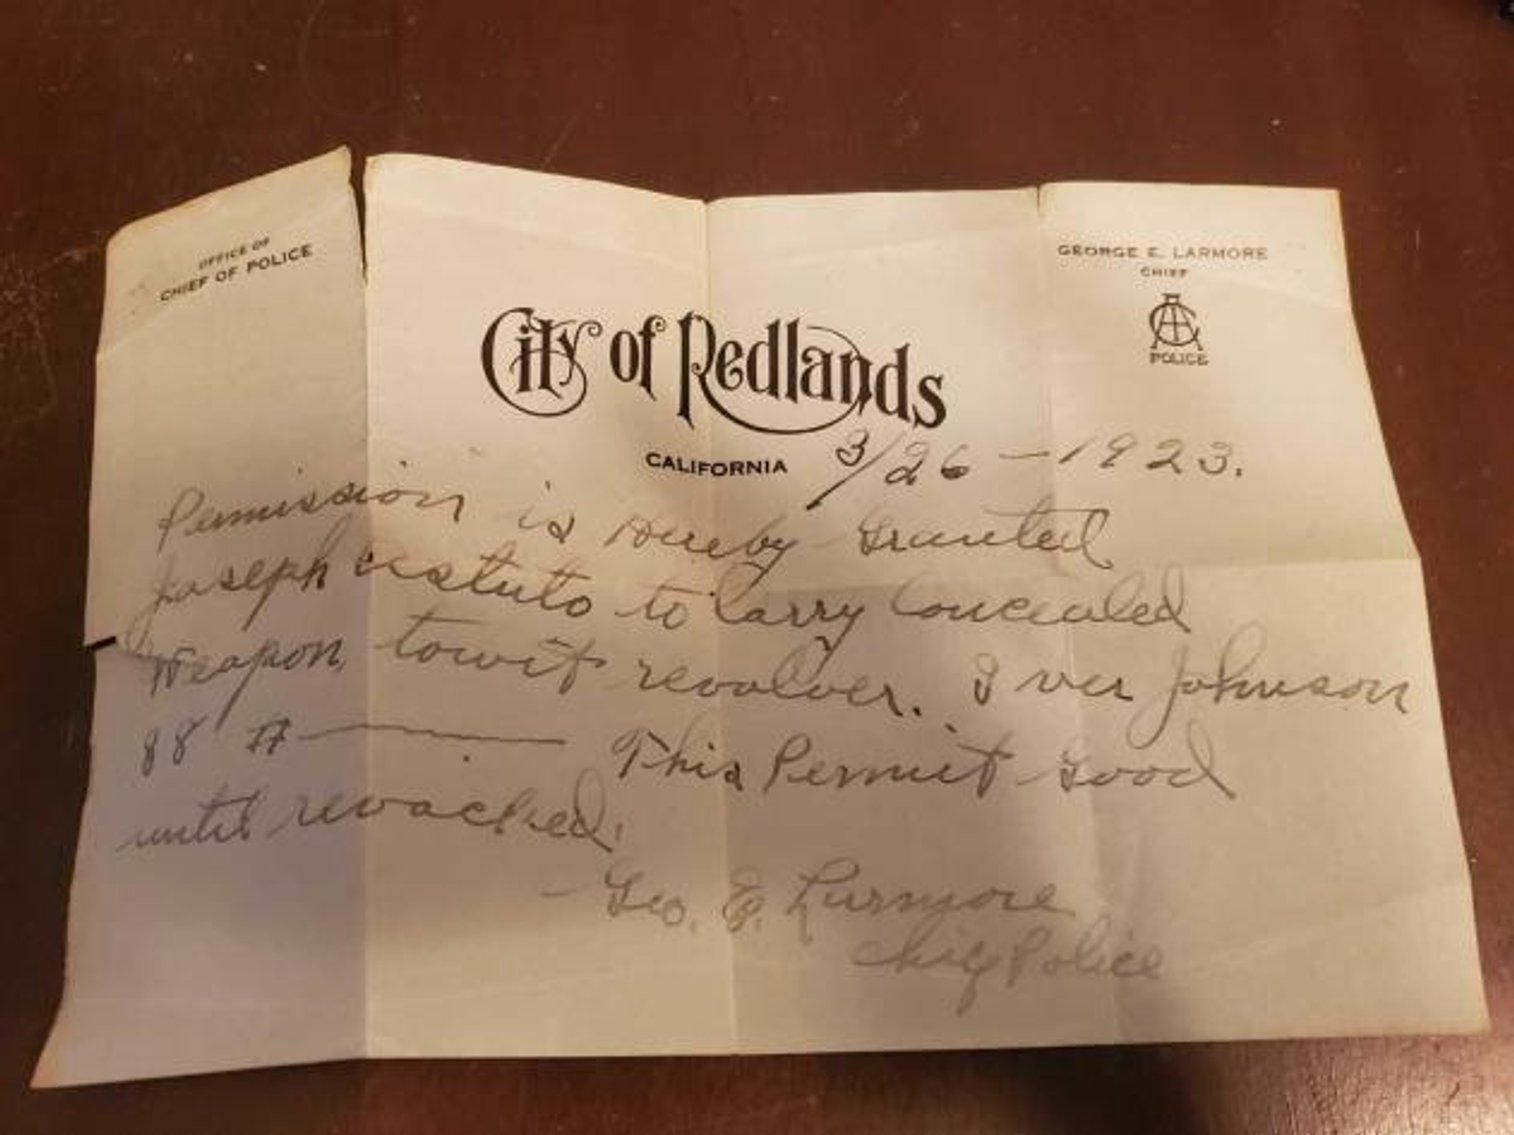 OFFICE OF
CHIEF OF POLICE
GEORGE E. LARMORE
CHIEF
POLICE
City of Redlands
CALIFORNIA
3/26 - 1923.
Permission is Hereby Granted
Joseph to Carry Concealed
Weapon, towit revolver. Iver Johnson
88 # This Permit Good
until revocked.
Geo. E. Larmore
Chief Police